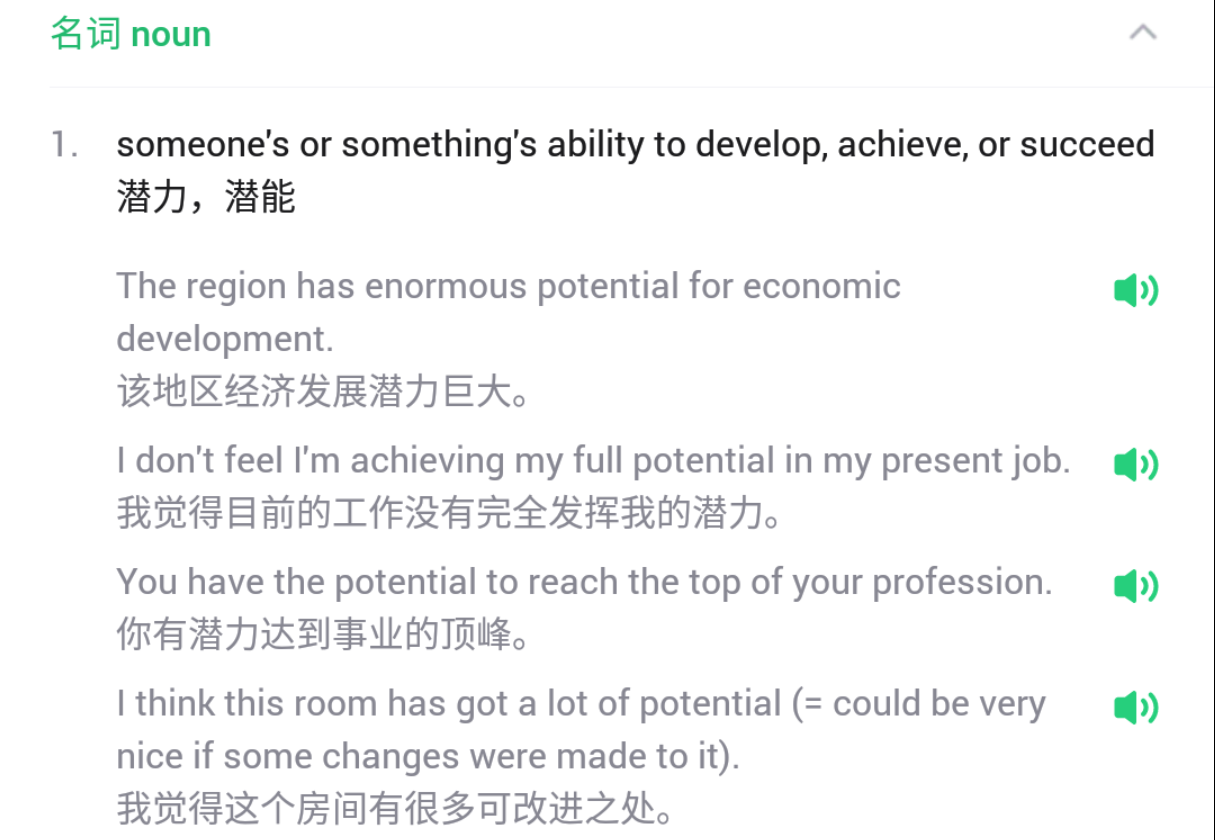 名词 noun
1. someone's or something's ability to develop, achieve, or succeed
潜力，潜能
The region has enormous potential for economic
development.
该地区经济发展潜力巨大。
I don't feel I'm achieving my full potential in my present job.
我觉得目前的工作没有完全发挥我的潜力。
You have the potential to reach the top of your profession.
你有潜力达到事业的顶峰。
I think this room has got a lot of potential (= could be very
nice if some changes were made to it).
我觉得这个房间有很多可改进之处。